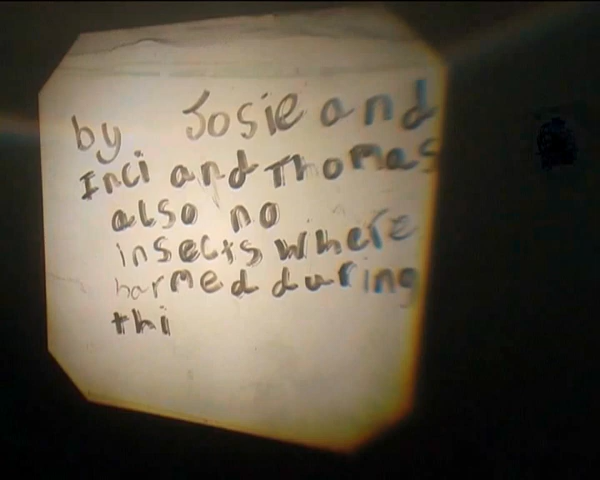 by Josie and
Inci and Thomas
also no
insects where
harmed during
thi